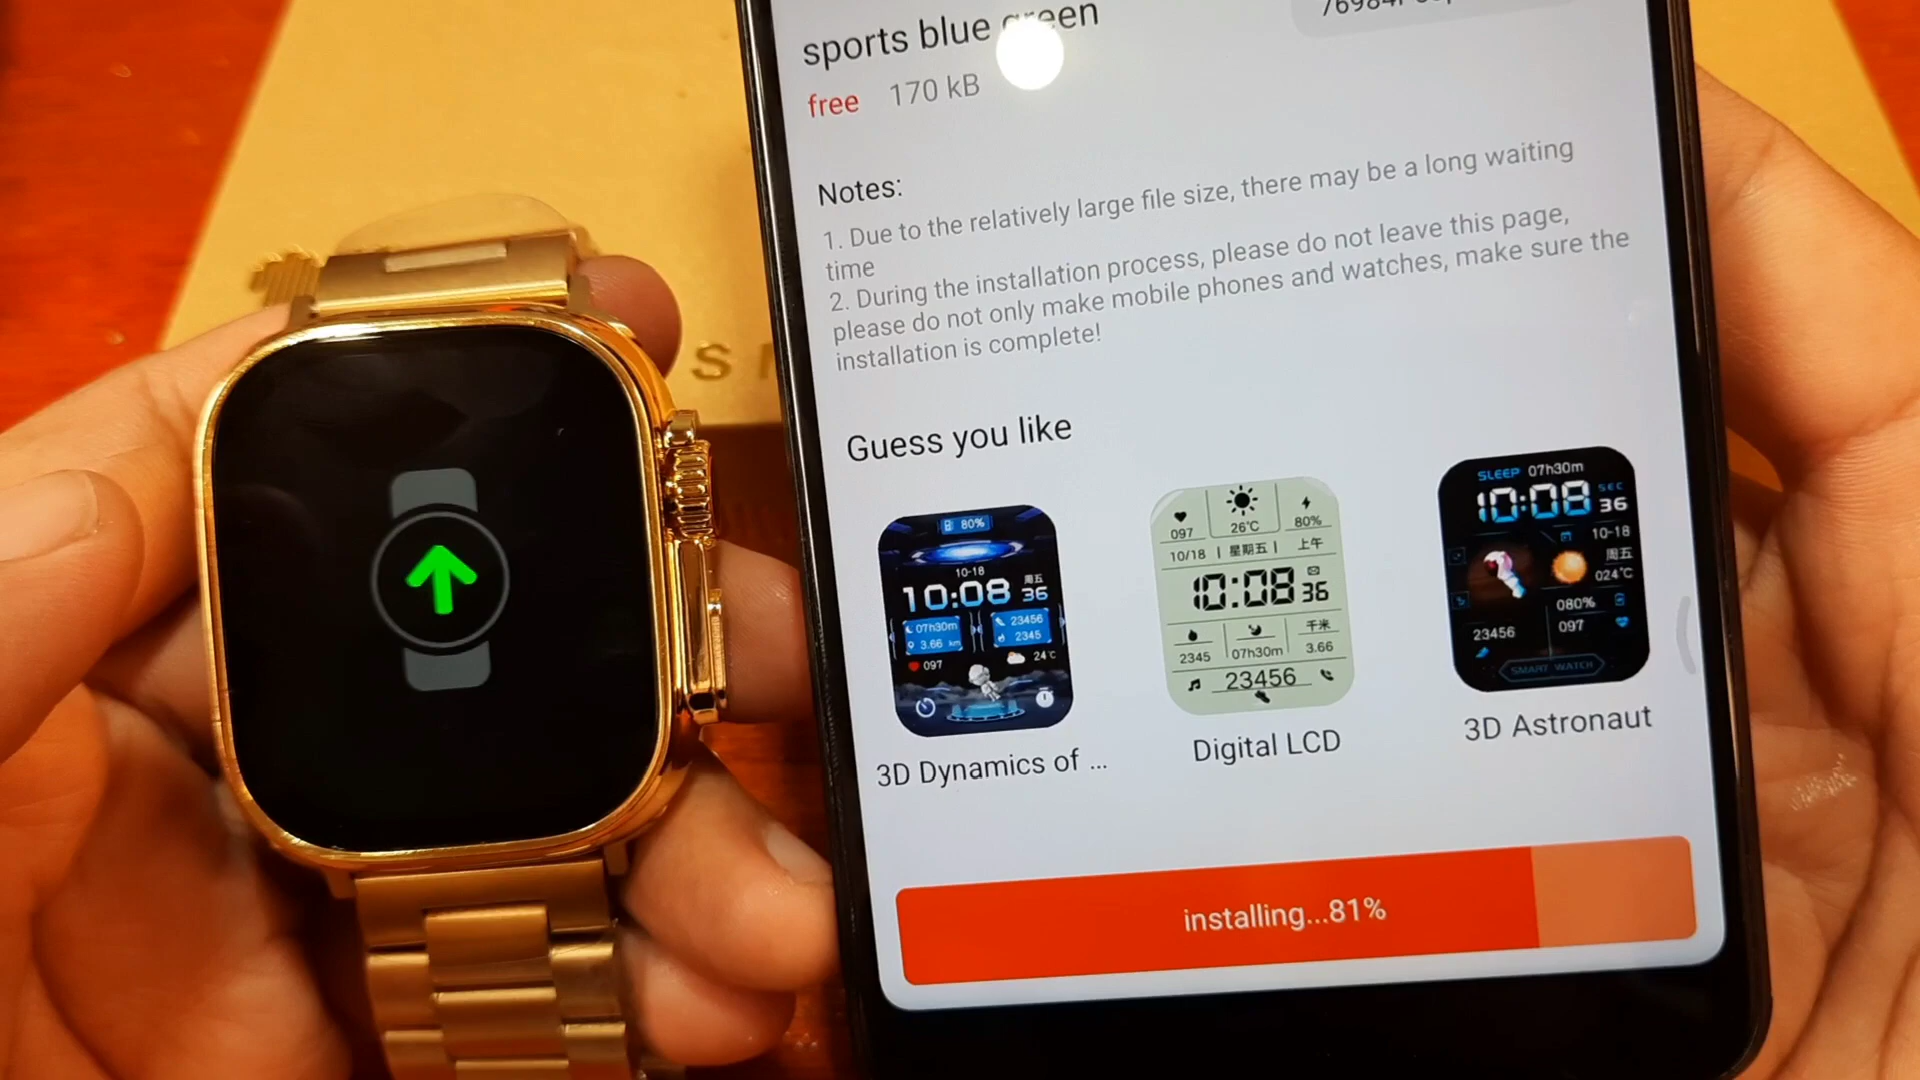 sports blue green
free 170 kB
Notes:
1. Due to the relatively large file size, there may be a long waiting
time
2. During the installation process, please do not leave this page,
please do not only make mobile phones and watches, make sure the
installation is complete!
Guess you like
80%
10-18
10:08 周五
36
07h30m 23456
3.66 km 2345
097 24℃
3D Dynamics of ...
097 26℃ 80%
10/18 星期五 上午
10:08 36
2345 07h30m 千米
3.66
23456
Digital LCD
SLEEP 07h30m
10:08 SEC
36
10-18
周五
024℃
080%
23456 097
SMART WATCH
3D Astronaut
installing...81%